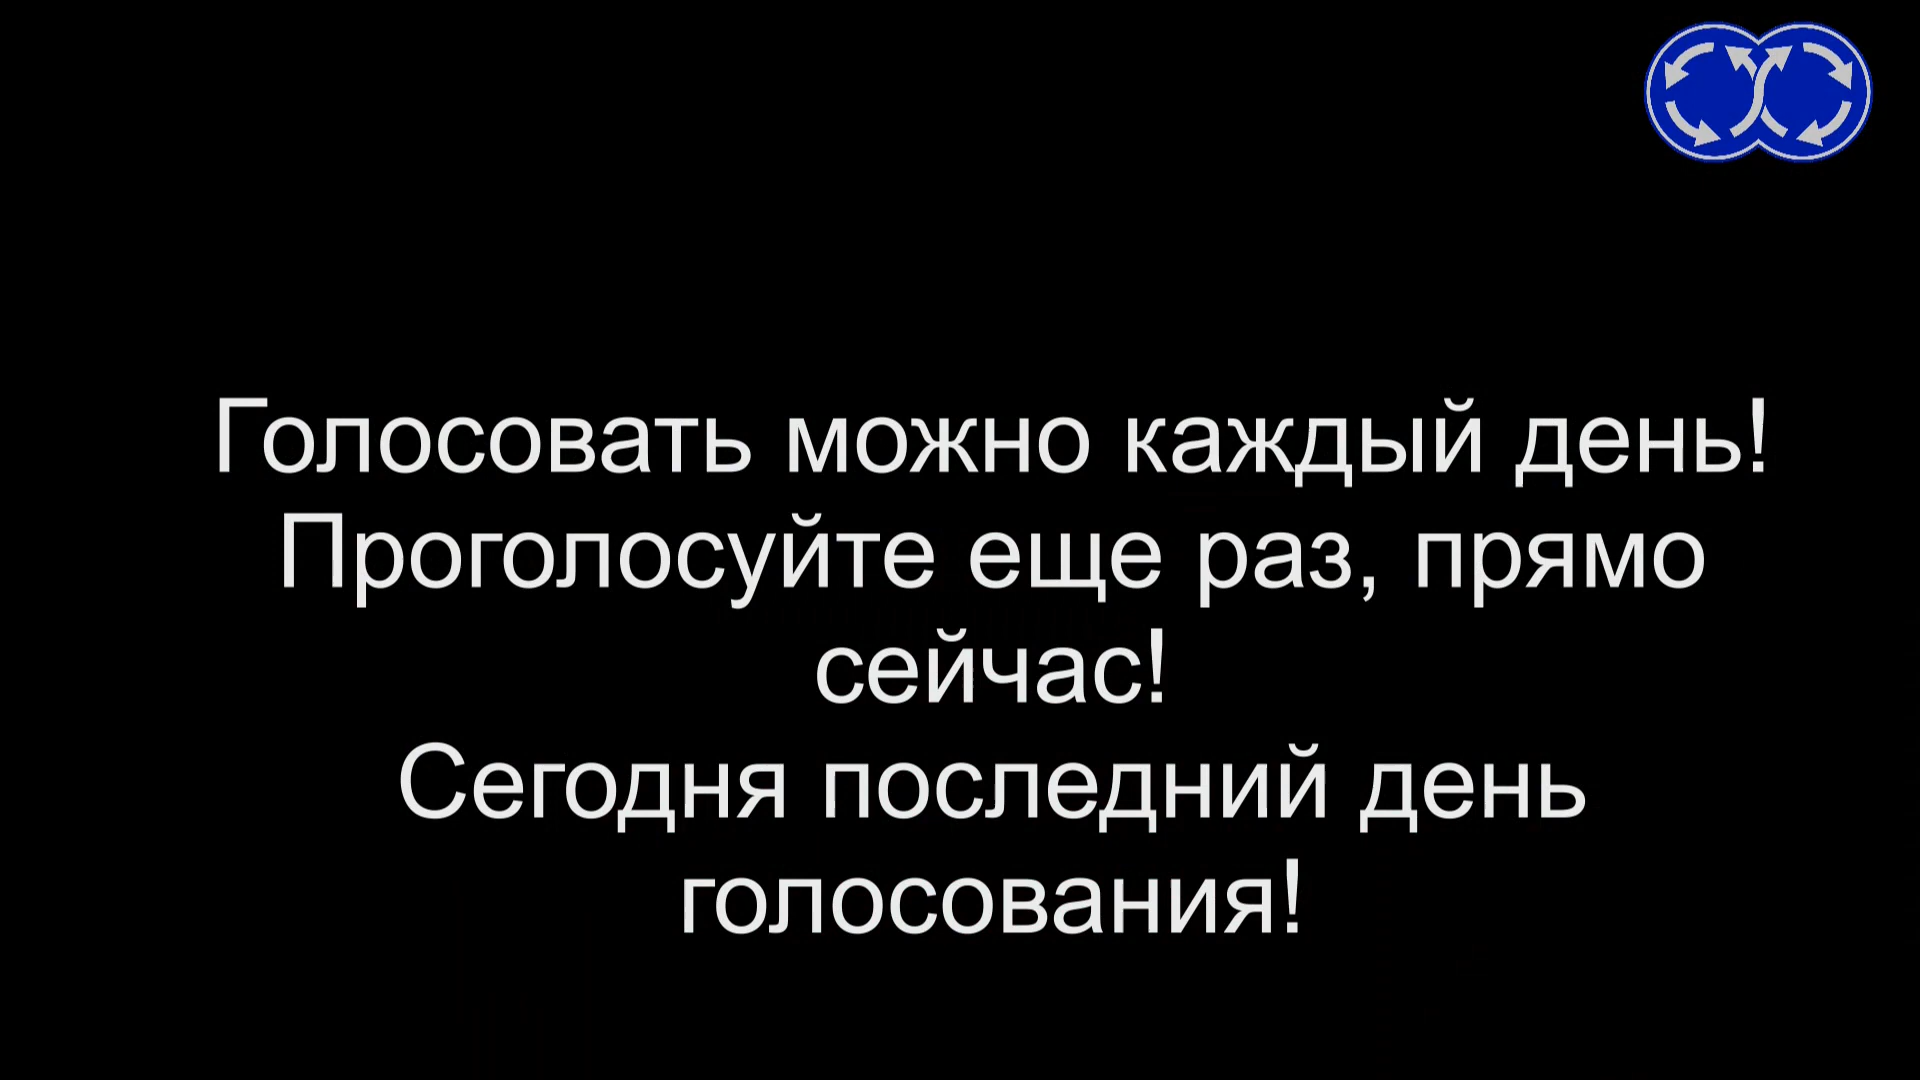 Голосовать можно каждый день!
Проголосуйте еще раз, прямо
сейчас!
Сегодня последний день
голосования!